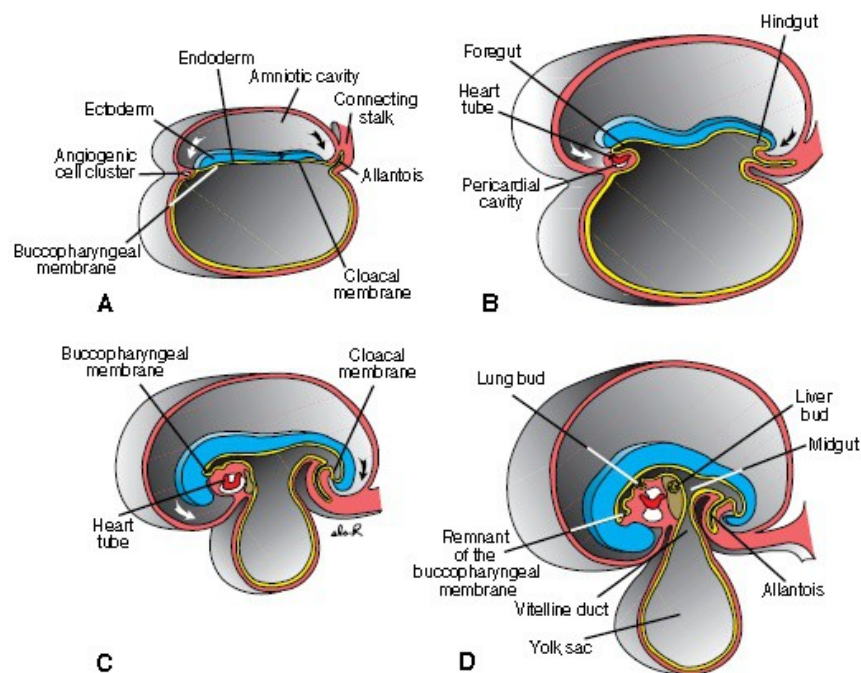 Endoderm
Amniotic cavity
Ectoderm
Connecting
stalk
Angiogenic
cell cluster
Allantois
Buccopharyngeal
membrane
Cloacal
membrane
A
Hindgut
Foregut
Heart
tube
Pericardial
cavity
B
Buccopharyngeal
membrane
Cloacal
membrane
Heart
tube
C
Lung bud
Liver
bud
Midgut
Remnant
of the
buccopharyngeal
membrane
Vitelline duct
Allantois
Yolk sac
D